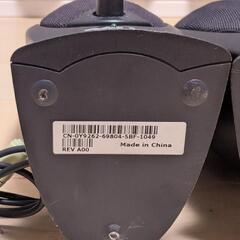 CN-0Y9262-69804-5BF-1049
Made in China
REV A00